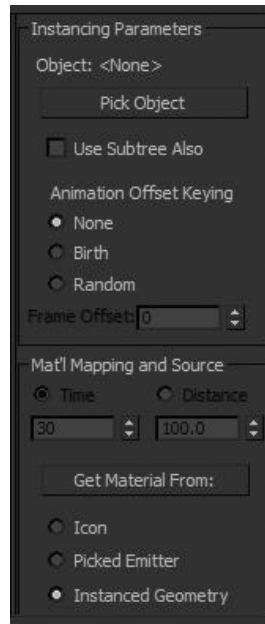 Instancing Parameters
Object: <None>
Pick Object
Use Subtree Also
Animation Offset Keying
None
Birth
Random
Frame Offset: 0
Mat'l Mapping and Source
Time Distance
30 100.0
Get Material From:
Icon
Picked Emitter
Instanced Geometry